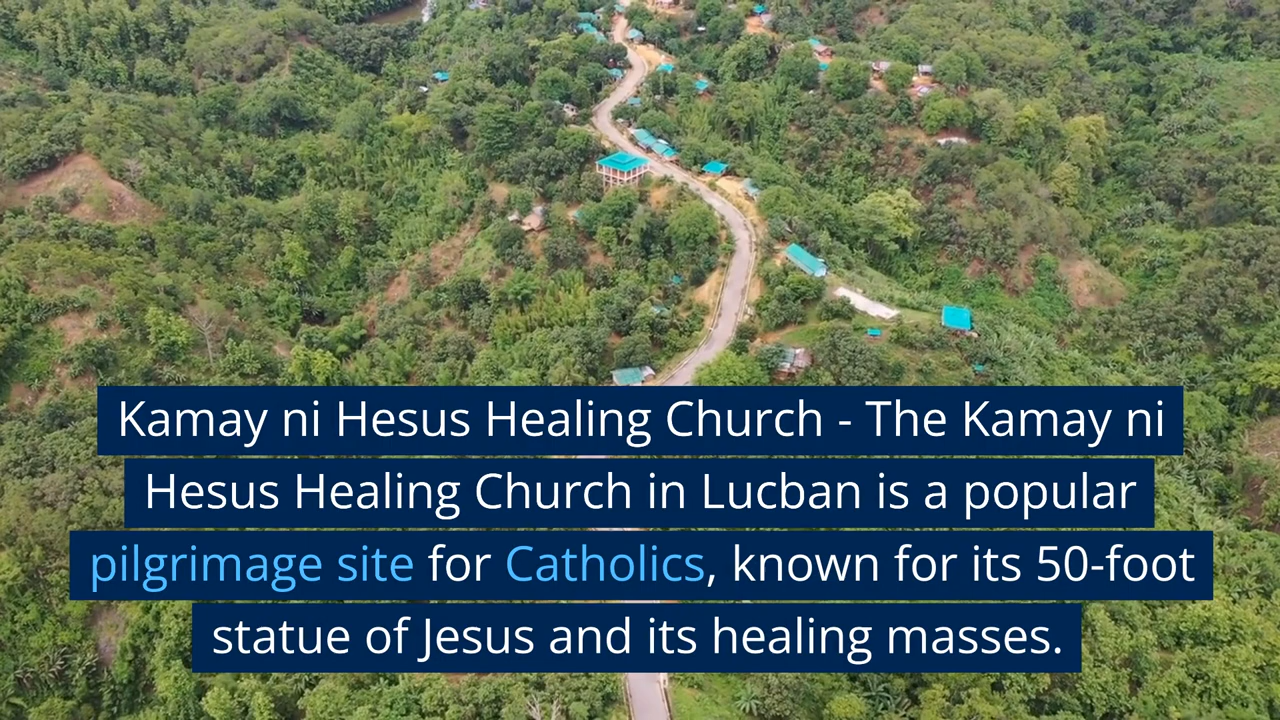 Kamay ni Hesus Healing Church - The Kamay ni
Hesus Healing Church in Lucban is a popular
pilgrimage site for Catholics, known for its 50-foot
statue of Jesus and its healing masses.